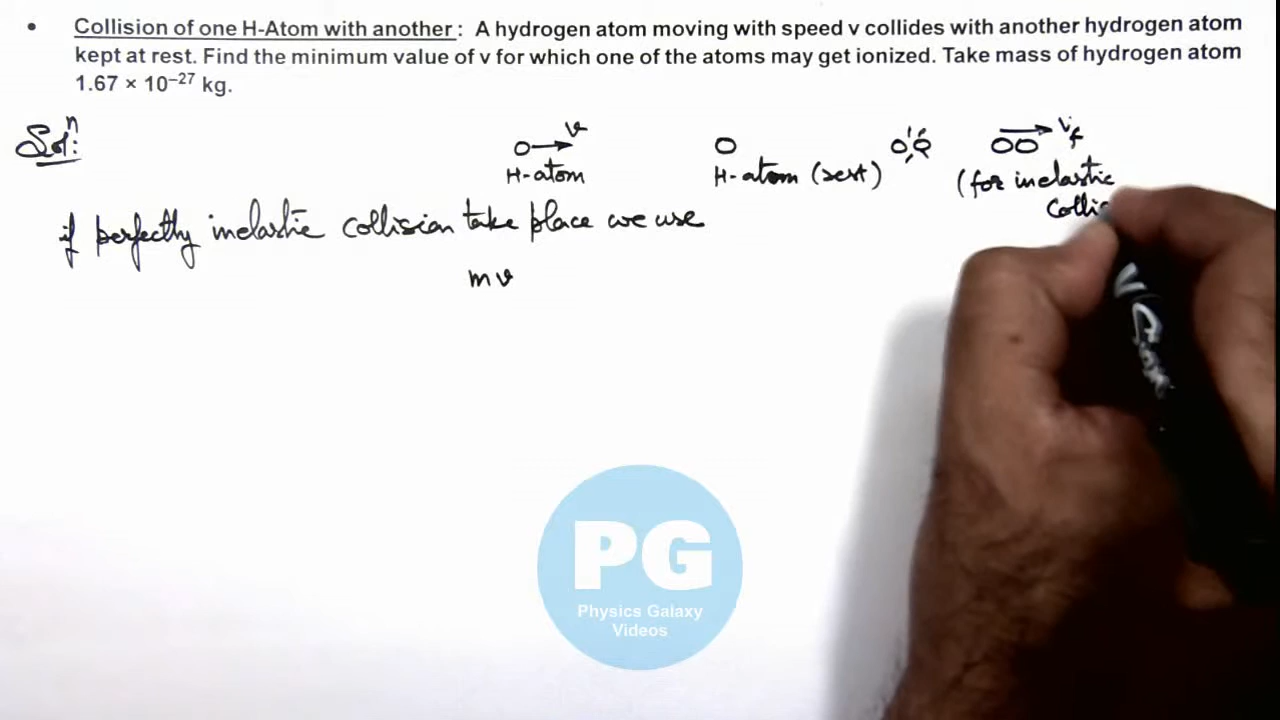 • Collision of one H-Atom with another : A hydrogen atom moving with speed v collides with another hydrogen atom
kept at rest. Find the minimum value of v for which one of the atoms may get ionized. Take mass of hydrogen atom
1.67 × 10⁻²⁷ kg.
Solⁿ:
v
v_f
H-atom
H-atom (rest)
(for inelastic
Collis
if perfectly inelastic collision take place we use
mv
PG
Physics Galaxy
Videos